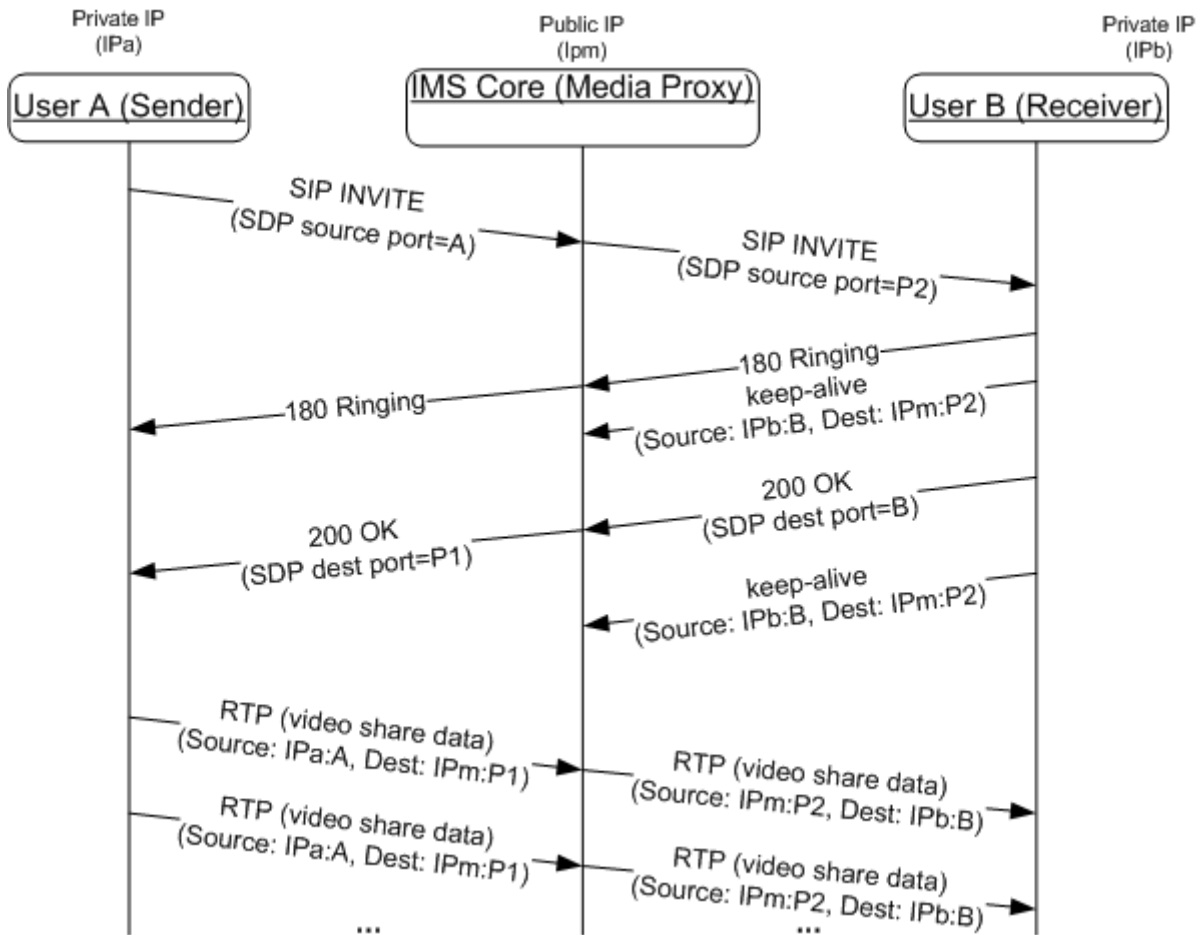 Private IP
(IPa)
Public IP
(Ipm)
Private IP
(IPb)
User A (Sender)
IMS Core (Media Proxy)
User B (Receiver)
SIP INVITE
(SDP source port=A)
SIP INVITE
(SDP source port=P2)
180 Ringing
180 Ringing
keep-alive
(Source: IPb:B, Dest: IPm:P2)
200 OK
(SDP dest port=B)
200 OK
(SDP dest port=P1)
keep-alive
(Source: IPb:B, Dest: IPm:P2)
RTP (video share data)
(Source: IPa:A, Dest: IPm:P1)
RTP (video share data)
(Source: IPm:P2, Dest: IPb:B)
RTP (video share data)
(Source: IPa:A, Dest: IPm:P1)
RTP (video share data)
(Source: IPm:P2, Dest: IPb:B)
...
...